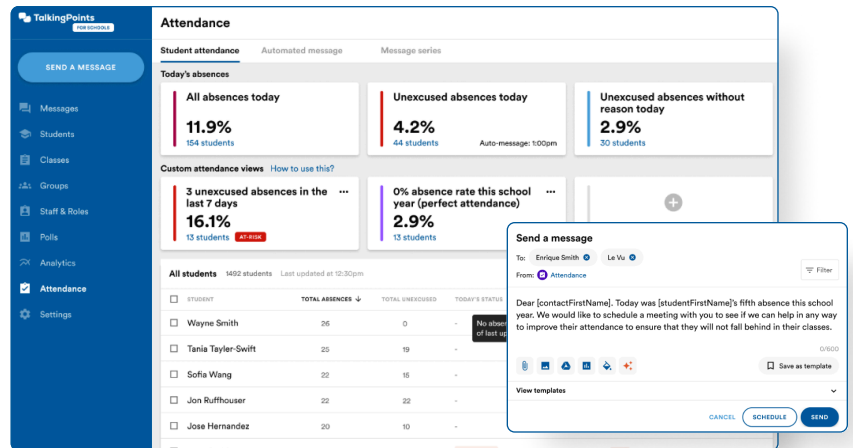 TalkingPoints
FOR SCHOOLS
SEND A MESSAGE
Messages
Students
Classes
Groups
Staff & Roles
Polls
Analytics
Attendance
Settings
Attendance
Student attendance
Automated message
Message series
Today's absences
All absences today
11.9%
154 students
Unexcused absences today
4.2%
44 students
Auto-message: 1:00pm
Unexcused absences without
reason today
2.9%
30 students
Custom attendance views How to use this?
3 unexcused absences in the
last 7 days
16.1%
13 students AT-RISK
0% absence rate this school
year (perfect attendance)
2.9%
13 students
All students 1492 students Last updated at 12:30pm
STUDENT TOTAL ABSENCES TOTAL UNEXCUSED TODAY'S STATUS
Wayne Smith 26 0 -
No
of last
Tania Tayler-Swift 25 19 -
Sofia Wang 22 15 -
Jon Ruffhouser 22 22 -
Jose Hernandez 20 10 -
Send a message
To: Enrique Smith Le Vu
From: Attendance
Filter
Dear [contactFirstName]. Today was [studentFirstName]'s fifth absence this school
year. We would like to schedule a meeting with you to see if we can help in any way
to improve their attendance to ensure that they will not fall behind in their classes.
0/600
Save as template
View templates
CANCEL SCHEDULE SEND